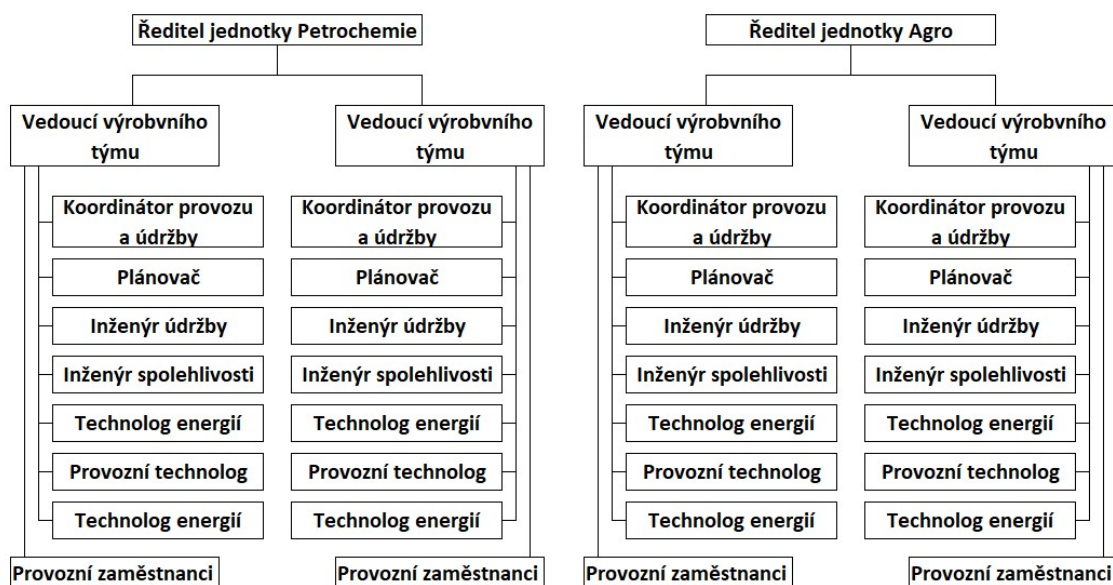 Ředitel jednotky Petrochemie
Vedoucí výrobvního
týmu
Koordinátor provozu
a údržby
Plánovač
Inženýr údržby
Inženýr spolehlivosti
Technolog energií
Provozní technolog
Technolog energií
Provozní zaměstnanci
Vedoucí výrobvního
týmu
Koordinátor provozu
a údržby
Plánovač
Inženýr údržby
Inženýr spolehlivosti
Technolog energií
Provozní technolog
Technolog energií
Provozní zaměstnanci
Ředitel jednotky Agro
Vedoucí výrobvního
týmu
Koordinátor provozu
a údržby
Plánovač
Inženýr údržby
Inženýr spolehlivosti
Technolog energií
Provozní technolog
Technolog energií
Provozní zaměstnanci
Vedoucí výrobvního
týmu
Koordinátor provozu
a údržby
Plánovač
Inženýr údržby
Inženýr spolehlivosti
Technolog energií
Provozní technolog
Technolog energií
Provozní zaměstnanci